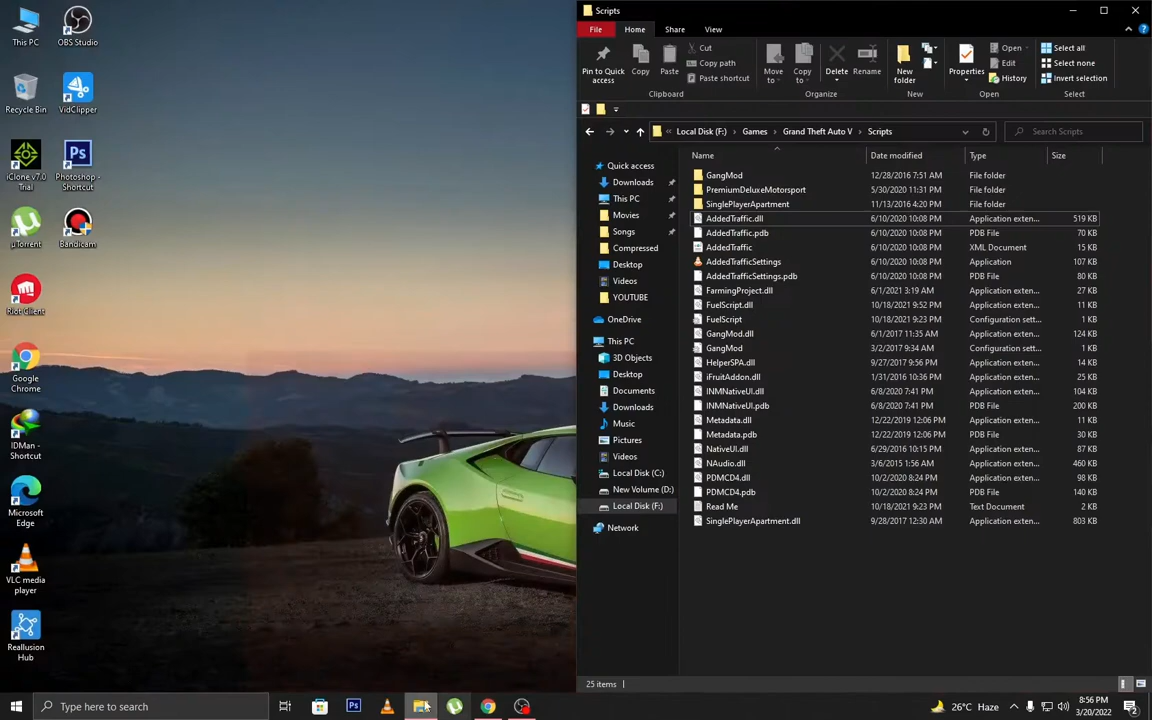 This PC
OBS Studio
Recycle Bin
VidClipper
iClone v7.0
Trial
Photoshop -
Shortcut
µTorrent
Bandicam
Riot Client
Google
Chrome
IDMan -
Shortcut
Microsoft
Edge
VLC media
player
Reallusion
Hub
Scripts
File
Home
Share
View
Pin to Quick
access
Copy
Paste
Cut
Copy path
Paste shortcut
Clipboard
Move
to
Copy
to
Delete
Rename
Organize
New
folder
New
Properties
Open
Edit
History
Open
Select all
Select none
Invert selection
Select
« Local Disk (F:) › Games › Grand Theft Auto V › Scripts
Search Scripts
Quick access
Downloads
This PC
Movies
Songs
Compressed
Desktop
Videos
YOUTUBE
OneDrive
This PC
3D Objects
Desktop
Documents
Downloads
Music
Pictures
Videos
Local Disk (C:)
New Volume (D:)
Local Disk (F:)
Network
Name Date modified Type Size
GangMod 12/28/2016 7:51 AM File folder
PremiumDeluxeMotorsport 5/30/2020 11:31 PM File folder
SinglePlayerApartment 11/13/2016 4:20 PM File folder
AddedTraffic.dll 6/10/2020 10:08 PM Application exten... 519 KB
AddedTraffic.pdb 6/10/2020 10:08 PM PDB File 70 KB
AddedTraffic 6/10/2020 10:08 PM XML Document 15 KB
AddedTrafficSettings 6/10/2020 10:08 PM Application 107 KB
AddedTrafficSettings.pdb 6/10/2020 10:08 PM PDB File 80 KB
FarmingProject.dll 6/1/2021 3:19 AM Application exten... 27 KB
FuelScript.dll 10/18/2021 9:52 PM Application exten... 11 KB
FuelScript 10/18/2021 9:23 PM Configuration sett... 1 KB
GangMod.dll 6/1/2017 11:35 AM Application exten... 124 KB
GangMod 3/2/2017 9:34 AM Configuration sett... 1 KB
HelperSPA.dll 9/27/2017 9:56 PM Application exten... 14 KB
iFruitAddon.dll 1/31/2016 10:36 PM Application exten... 25 KB
INMNativeUI.dll 6/8/2020 7:41 PM Application exten... 104 KB
INMNativeUI.pdb 6/8/2020 7:41 PM PDB File 200 KB
Metadata.dll 12/22/2019 12:06 PM Application exten... 11 KB
Metadata.pdb 12/22/2019 12:06 PM PDB File 30 KB
NativeUI.dll 6/29/2016 10:15 PM Application exten... 87 KB
NAudio.dll 3/6/2015 1:56 AM Application exten... 460 KB
PDMCD4.dll 10/2/2020 8:24 PM Application exten... 98 KB
PDMCD4.pdb 10/2/2020 8:24 PM PDB File 140 KB
Read Me 10/18/2021 9:23 PM Text Document 2 KB
SinglePlayerApartment.dll 9/28/2017 12:30 AM Application exten... 803 KB
25 items
Type here to search
26°C Haze
8:56 PM
3/20/2022
2